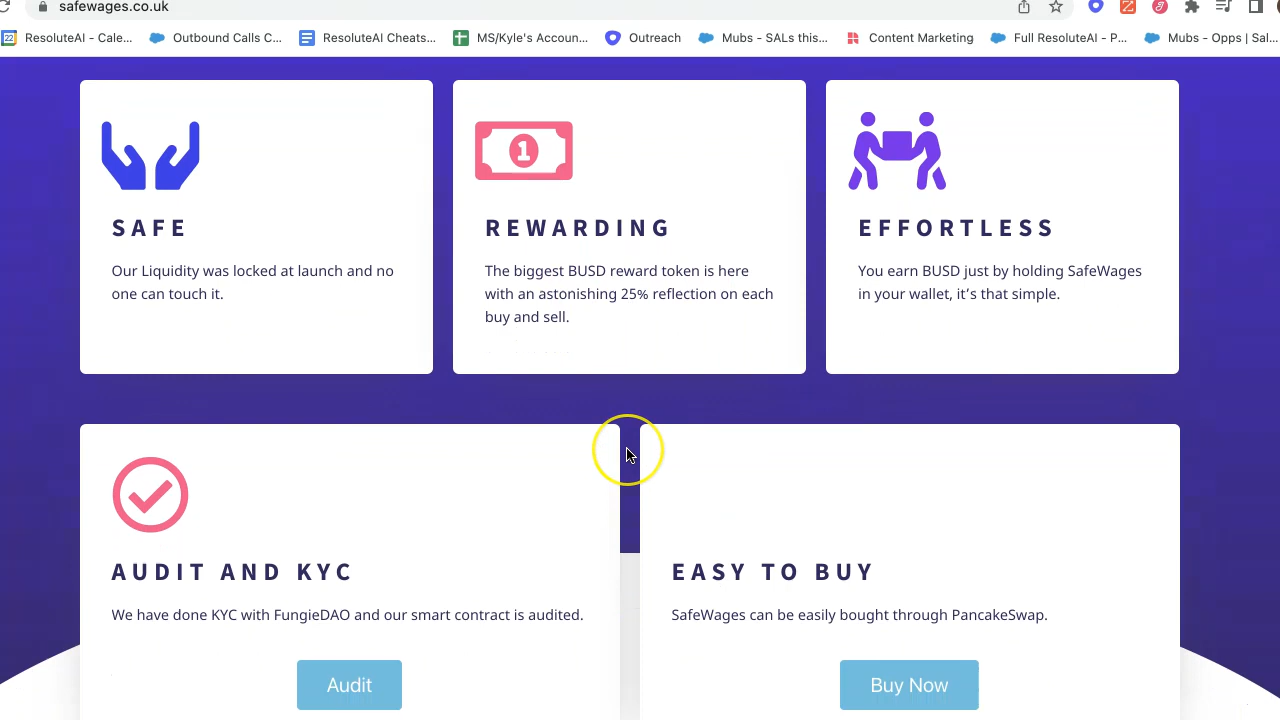 safewages.co.uk
22 ResoluteAI - Cale... Outbound Calls C... ResoluteAI Cheats... MS/Kyle's Accoun... Outreach Mubs - SALs this... Content Marketing Full ResoluteAI - P... Mubs - Opps | Sal...
1
SAFE
Our Liquidity was locked at launch and no
one can touch it.
REWARDING
The biggest BUSD reward token is here
with an astonishing 25% reflection on each
buy and sell.
EFFORTLESS
You earn BUSD just by holding SafeWages
in your wallet, it’s that simple.
AUDIT AND KYC
We have done KYC with FungieDAO and our smart contract is audited.
Audit
EASY TO BUY
SafeWages can be easily bought through PancakeSwap.
Buy Now